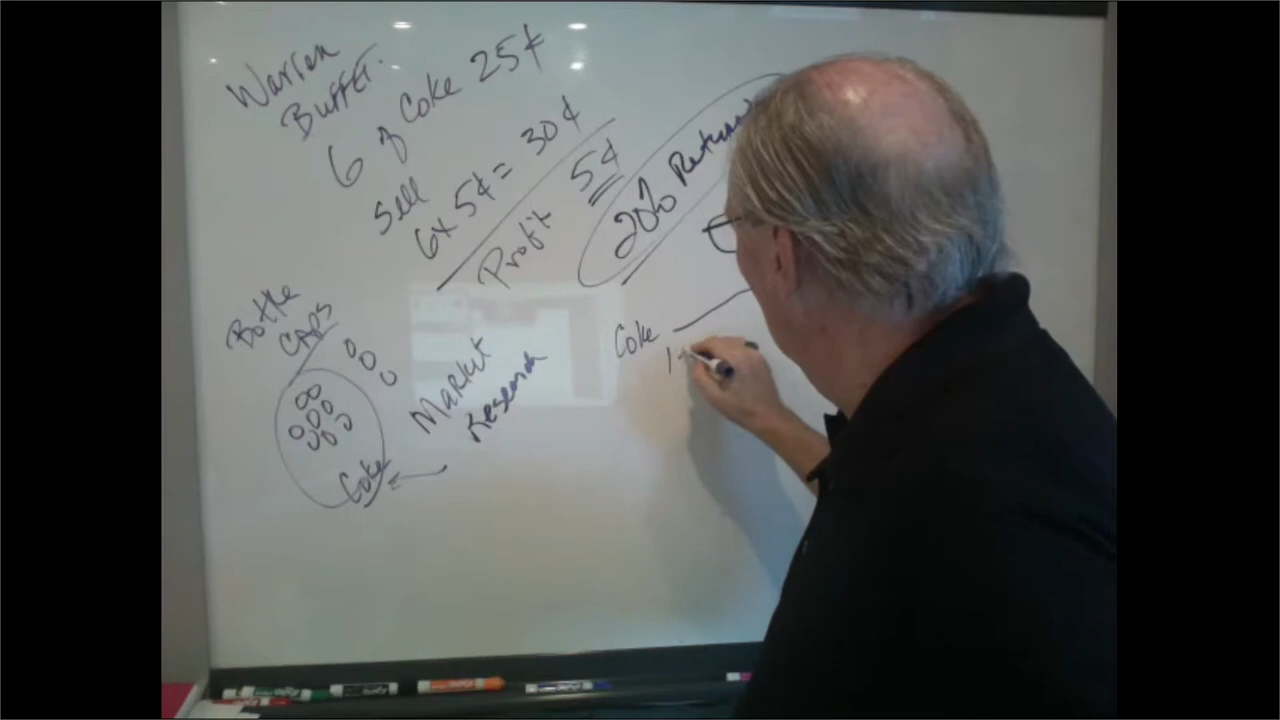 Warren
Buffet.
6 of Coke 25¢
Sell
6x5¢= 30¢
Profit 5¢
20% Return
Bottle
CAPS
Coke
Market
Research
Coke